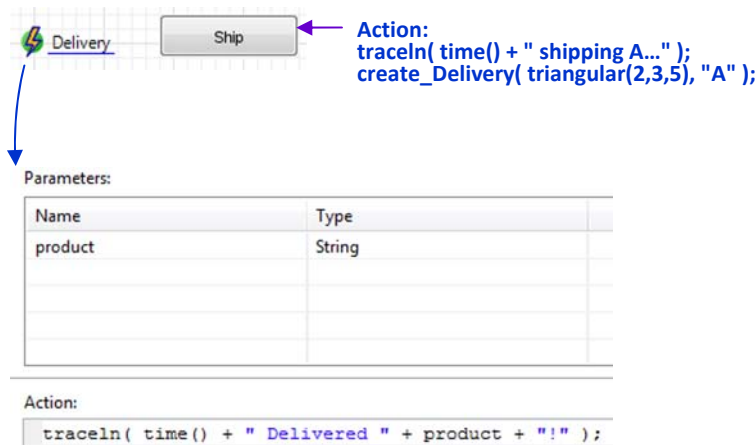 Delivery
Ship
Action:
traceln( time() + " shipping A…" );
create_Delivery( triangular(2,3,5), "A" );
Parameters:
Name Type
product String
Action:
traceln( time() + " Delivered " + product + "!" );